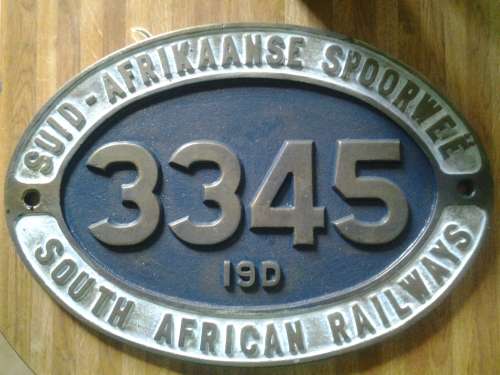 SUID-AFRIKAANSE SPOORWEË
3345
19D
SOUTH AFRICAN RAILWAYS